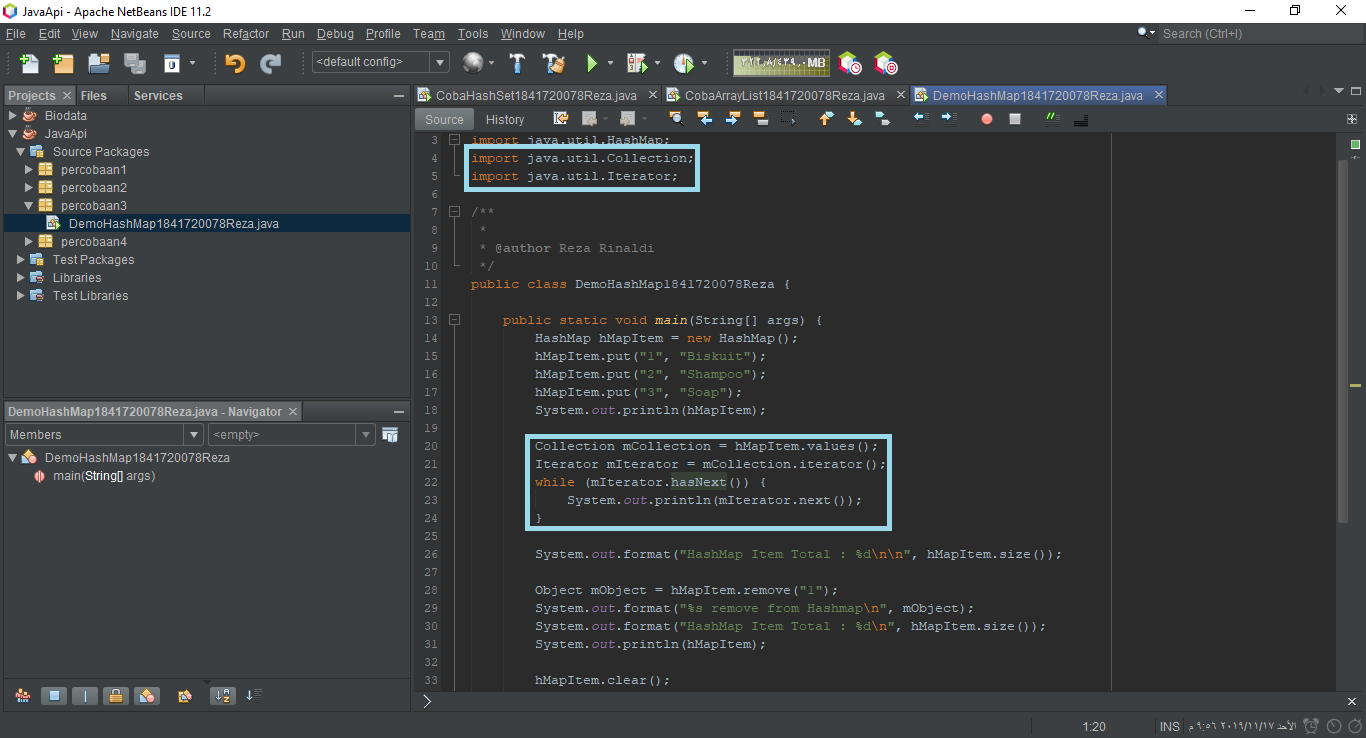 JavaApi - Apache NetBeans IDE 11.2
File Edit View Navigate Source Refactor Run Debug Profile Team Tools Window Help
Search (Ctrl+I)
<default config>
MB
Projects Files Services
Biodata
JavaApi
Source Packages
percobaan1
percobaan2
percobaan3
DemoHashMap1841720078Reza.java
percobaan4
Test Packages
Libraries
Test Libraries
DemoHashMap1841720078Reza.java - Navigator
Members <empty>
DemoHashMap1841720078Reza
main(String[] args)
CobaHashSet1841720078Reza.java CobaArrayList1841720078Reza.java DemoHashMap1841720078Reza.java
Source History
3 import java.util.HashMap;
4 import java.util.Collection;
5 import java.util.Iterator;
6
7 /**
8 *
9 * @author Reza Rinaldi
10 */
11 public class DemoHashMap1841720078Reza {
12
13 public static void main(String[] args) {
14 HashMap hMapItem = new HashMap();
15 hMapItem.put("1", "Biskuit");
16 hMapItem.put("2", "Shampoo");
17 hMapItem.put("3", "Soap");
18 System.out.println(hMapItem);
19
20 Collection mCollection = hMapItem.values();
21 Iterator mIterator = mCollection.iterator();
22 while (mIterator.hasNext()) {
23 System.out.println(mIterator.next());
24 }
25
26 System.out.format("HashMap Item Total : %d\n\n", hMapItem.size());
27
28 Object mObject = hMapItem.remove("1");
29 System.out.format("%s remove from Hashmap\n", mObject);
30 System.out.format("HashMap Item Total : %d\n", hMapItem.size());
31 System.out.println(hMapItem);
32
33 hMapItem.clear();
1:20 INS الأحد ٢٠١٩/١١/١٧ ٩:٥٦ م